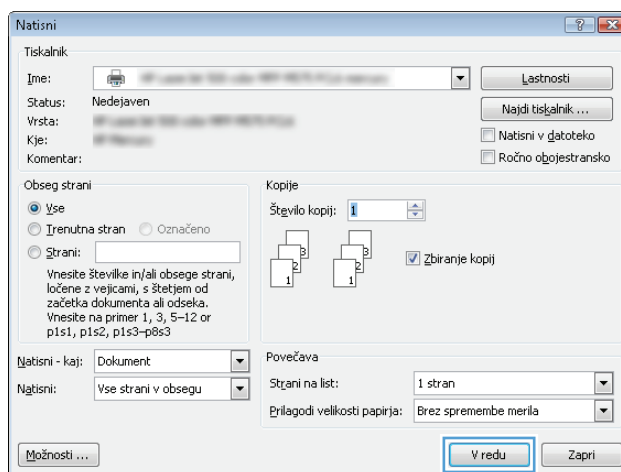 Natisni
Tiskalnik
Ime:
Lastnosti
Status: Nedejaven
Najdi tiskalnik ...
Vrsta:
Kje:
Natisni v datoteko
Komentar:
Ročno obojestransko
Obseg strani
Vse
Trenutna stran Označeno
Strani:
Vnesite številke in/ali obsege strani,
ločene z vejicami, s štetjem od
začetka dokumenta ali odseka.
Vnesite na primer 1, 3, 5–12 or
p1s1, p1s2, p1s3–p8s3
Kopije
Število kopij: 1
3 3
2 2
1 1
Zbiranje kopij
Natisni - kaj: Dokument
Natisni: Vse strani v obsegu
Povečava
Strani na list: 1 stran
Prilagodi velikosti papirja: Brez spremembe merila
Možnosti ...
V redu
Zapri